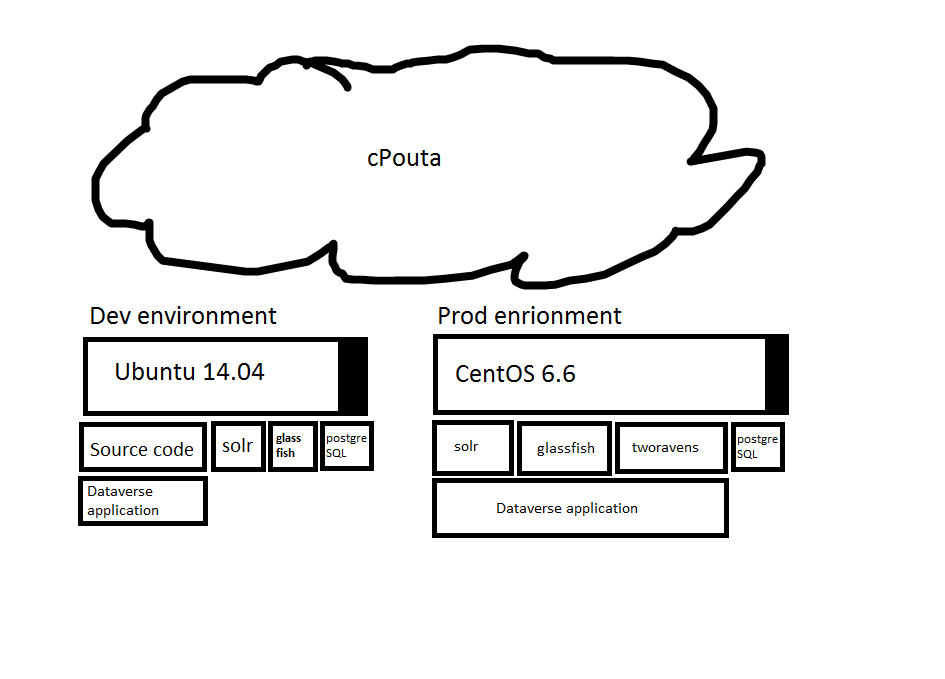 cPouta
Dev environment
Prod enrionment
Ubuntu 14.04
CentOS 6.6
Source code
solr
glass
fish
postgre
SQL
solr
glassfish
tworavens
postgre
SQL
Dataverse
application
Dataverse application